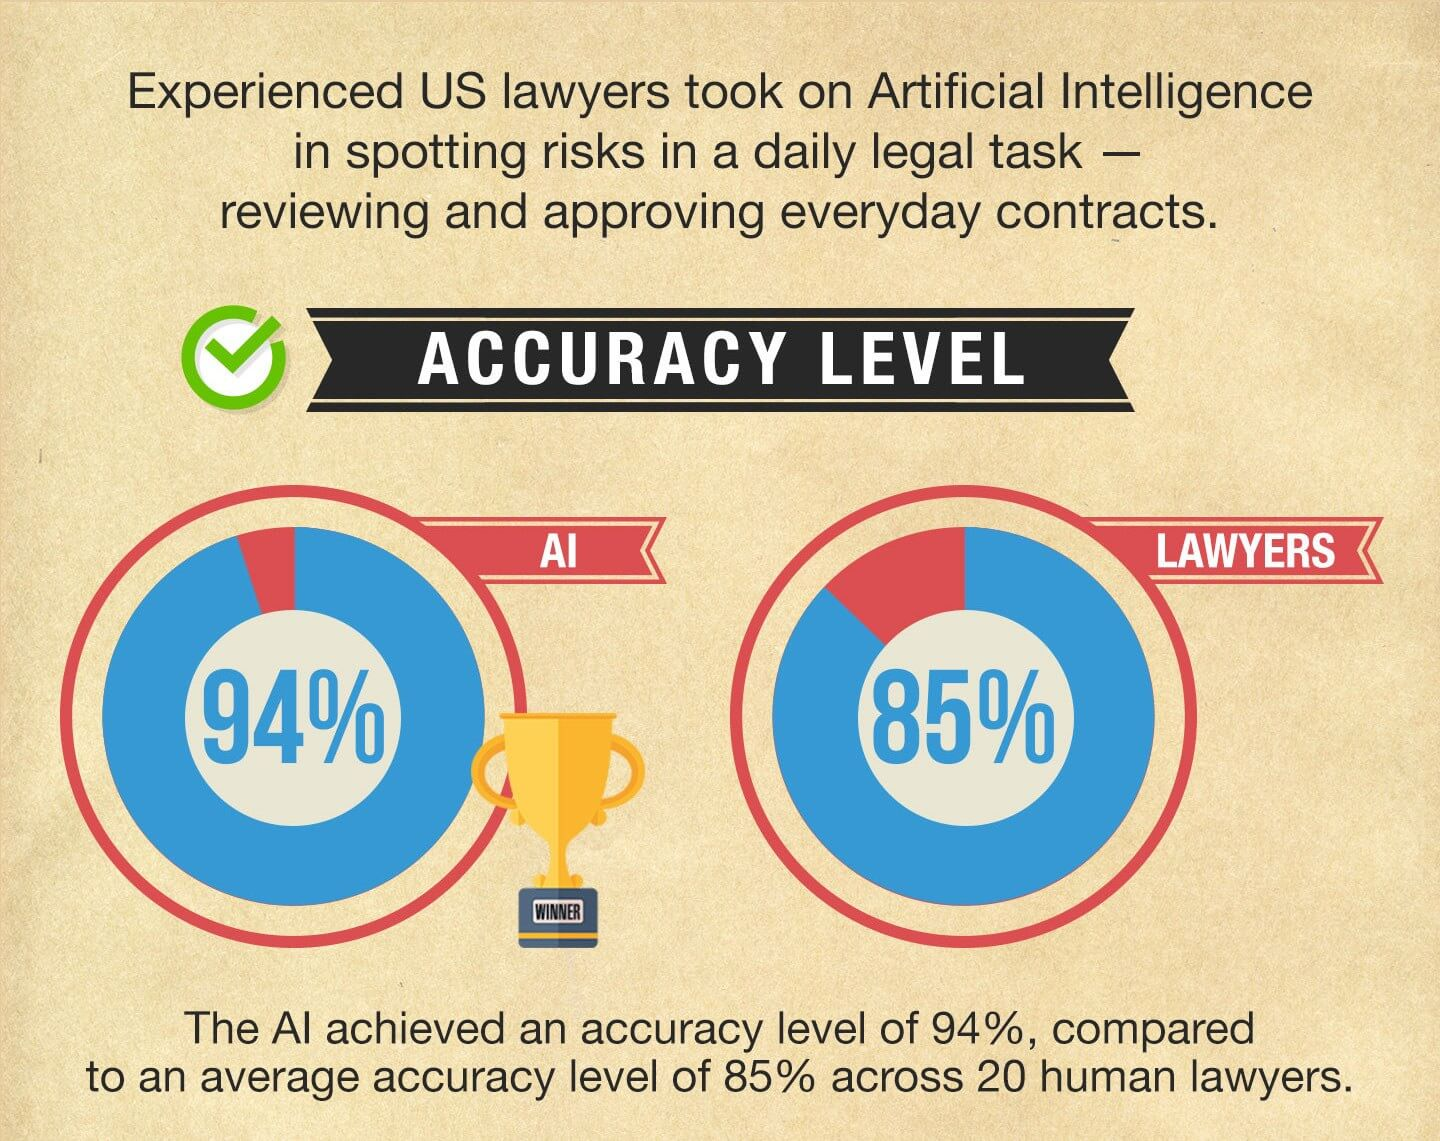 Experienced US lawyers took on Artificial Intelligence
in spotting risks in a daily legal task —
reviewing and approving everyday contracts.
ACCURACY LEVEL
AI
94%
WINNER
LAWYERS
85%
The AI achieved an accuracy level of 94%, compared
to an average accuracy level of 85% across 20 human lawyers.